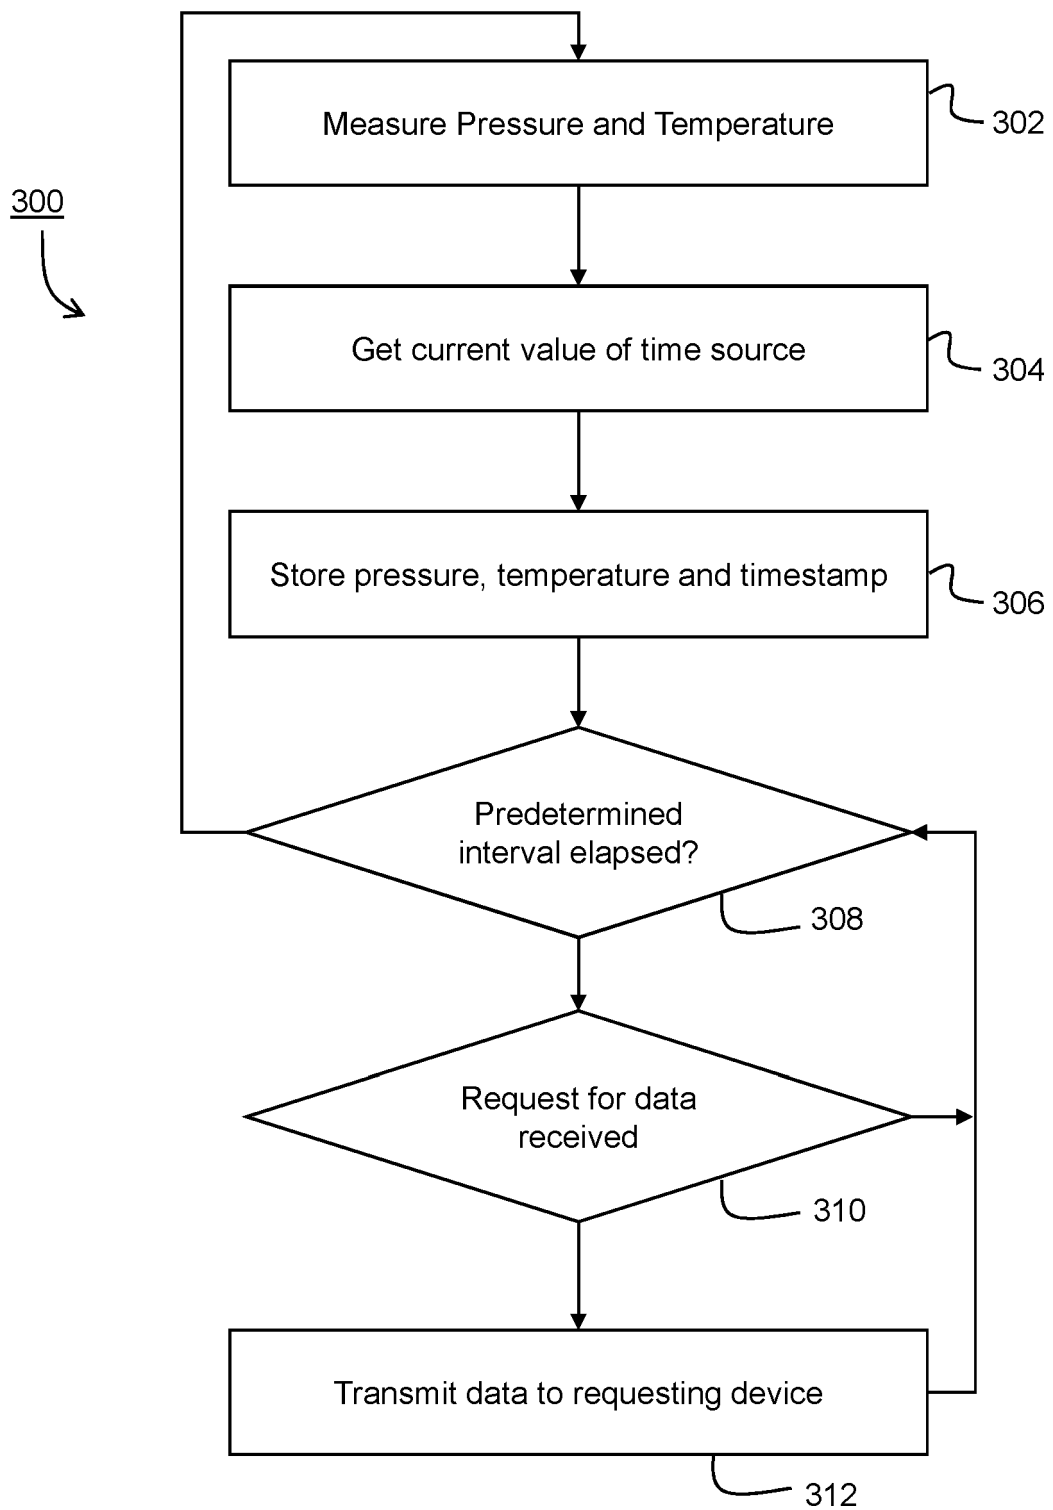 Measure Pressure and Temperature
302
300
Get current value of time source
304
Store pressure, temperature and timestamp
306
Predetermined
interval elapsed?
308
Request for data
received
310
Transmit data to requesting device
312